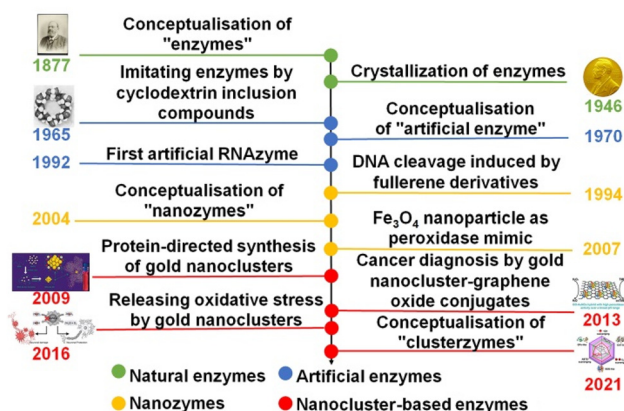 Conceptualisation of
"enzymes"
1877
Crystallization of enzymes
1946
Imitating enzymes by
cyclodextrin inclusion
compounds
1965
Conceptualisation
of "artificial enzyme"
1970
First artificial RNAzyme
1992
DNA cleavage induced by
fullerene derivatives
1994
Conceptualisation of
"nanozymes"
2004
Fe₃O₄ nanoparticle as
peroxidase mimic
2007
Protein-directed synthesis
of gold nanoclusters
2009
Cancer diagnosis by gold
nanocluster-graphene
oxide conjugates
2013
Releasing oxidative stress
by gold nanoclusters
2016
Conceptualisation of
"clusterzymes"
2021
Natural enzymes
Artificial enzymes
Nanozymes
Nanocluster-based enzymes